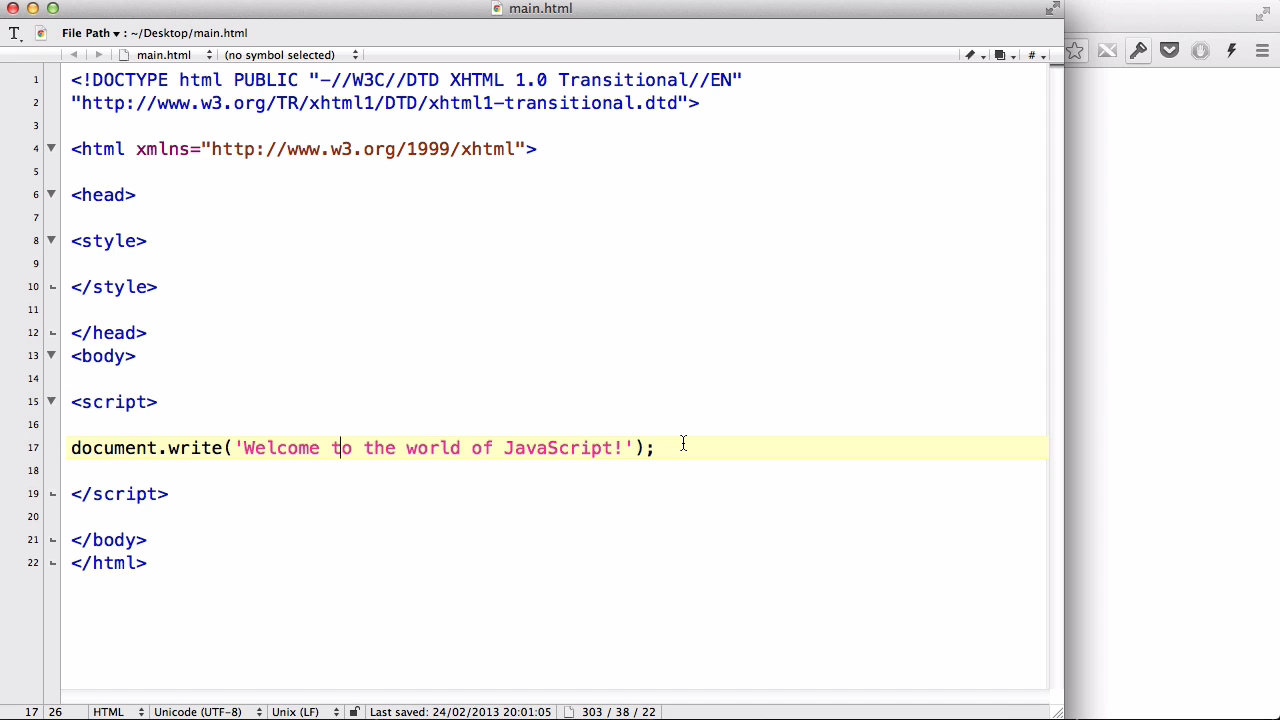 main.html
File Path : ~/Desktop/main.html
main.html (no symbol selected) #
1 <!DOCTYPE html PUBLIC "-//W3C//DTD XHTML 1.0 Transitional//EN"
2 "http://www.w3.org/TR/xhtml1/DTD/xhtml1-transitional.dtd">
3
4 <html xmlns="http://www.w3.org/1999/xhtml">
5
6 <head>
7
8 <style>
9
10 </style>
11
12 </head>
13 <body>
14
15 <script>
16
17 document.write('Welcome to the world of JavaScript!');
18
19 </script>
20
21 </body>
22 </html>
17 26 HTML Unicode (UTF-8) Unix (LF) Last saved: 24/02/2013 20:01:05 303 / 38 / 22